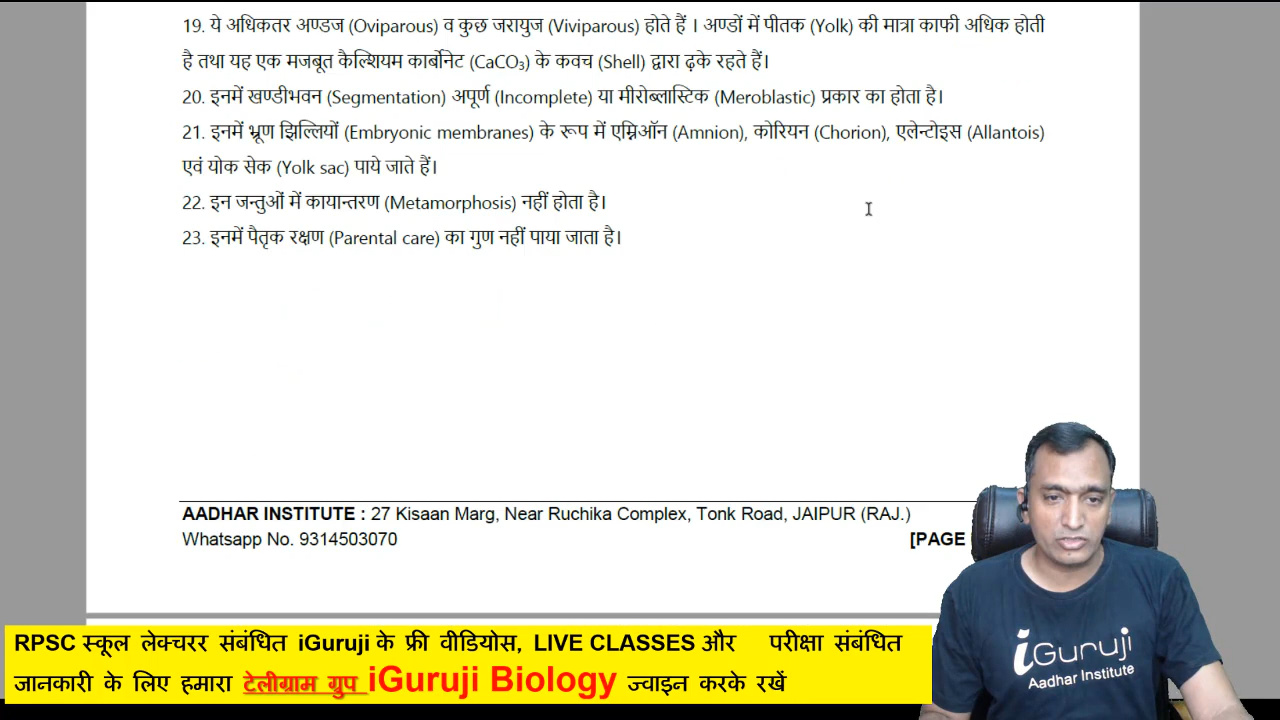 19. ये अधिकतर अण्डज (Oviparous) व कुछ जरायुज (Viviparous) होते हैं । अण्डों में पीतक (Yolk) की मात्रा काफी अधिक होती
है तथा यह एक मजबूत कैल्शियम कार्बोनेट (CaCO₃) के कवच (Shell) द्वारा ढ़के रहते हैं।
20. इनमें खण्डीभवन (Segmentation) अपूर्ण (Incomplete) या मीरोब्लास्टिक (Meroblastic) प्रकार का होता है।
21. इनमें भ्रूण झिल्लियों (Embryonic membranes) के रूप में एम्निऑन (Amnion), कोरियन (Chorion), एलेन्टोइस (Allantois)
एवं योक सेक (Yolk sac) पाये जाते हैं।
22. इन जन्तुओं में कायान्तरण (Metamorphosis) नहीं होता है।
23. इनमें पैतृक रक्षण (Parental care) का गुण नहीं पाया जाता है।
AADHAR INSTITUTE : 27 Kisaan Marg, Near Ruchika Complex, Tonk Road, JAIPUR (RAJ.)
Whatsapp No. 9314503070 [PAGE
iGuruji
Aadhar Institute
RPSC स्कूल लेक्चरर संबंधित iGuruji के फ्री वीडियोस, LIVE CLASSES और परीक्षा संबंधित
जानकारी के लिए हमारा टेलीग्राम ग्रुप iGuruji Biology ज्वाइन करके रखें